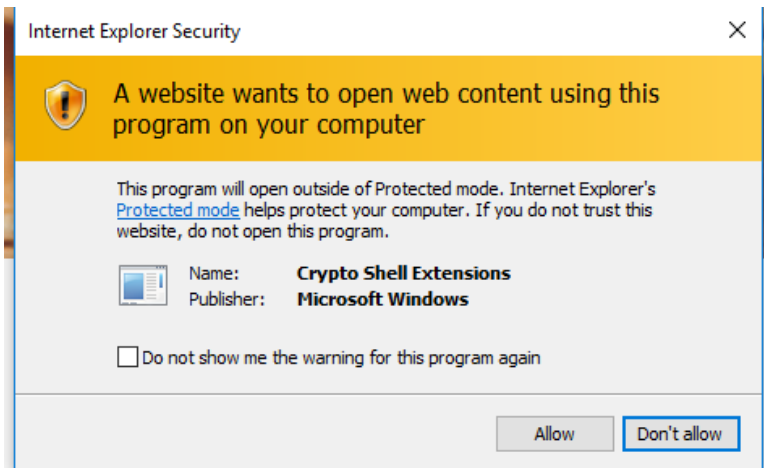 Internet Explorer Security
A website wants to open web content using this
program on your computer
This program will open outside of Protected mode. Internet Explorer's
Protected mode helps protect your computer. If you do not trust this
website, do not open this program.
Name: Crypto Shell Extensions
Publisher: Microsoft Windows
Do not show me the warning for this program again
Allow Don't allow